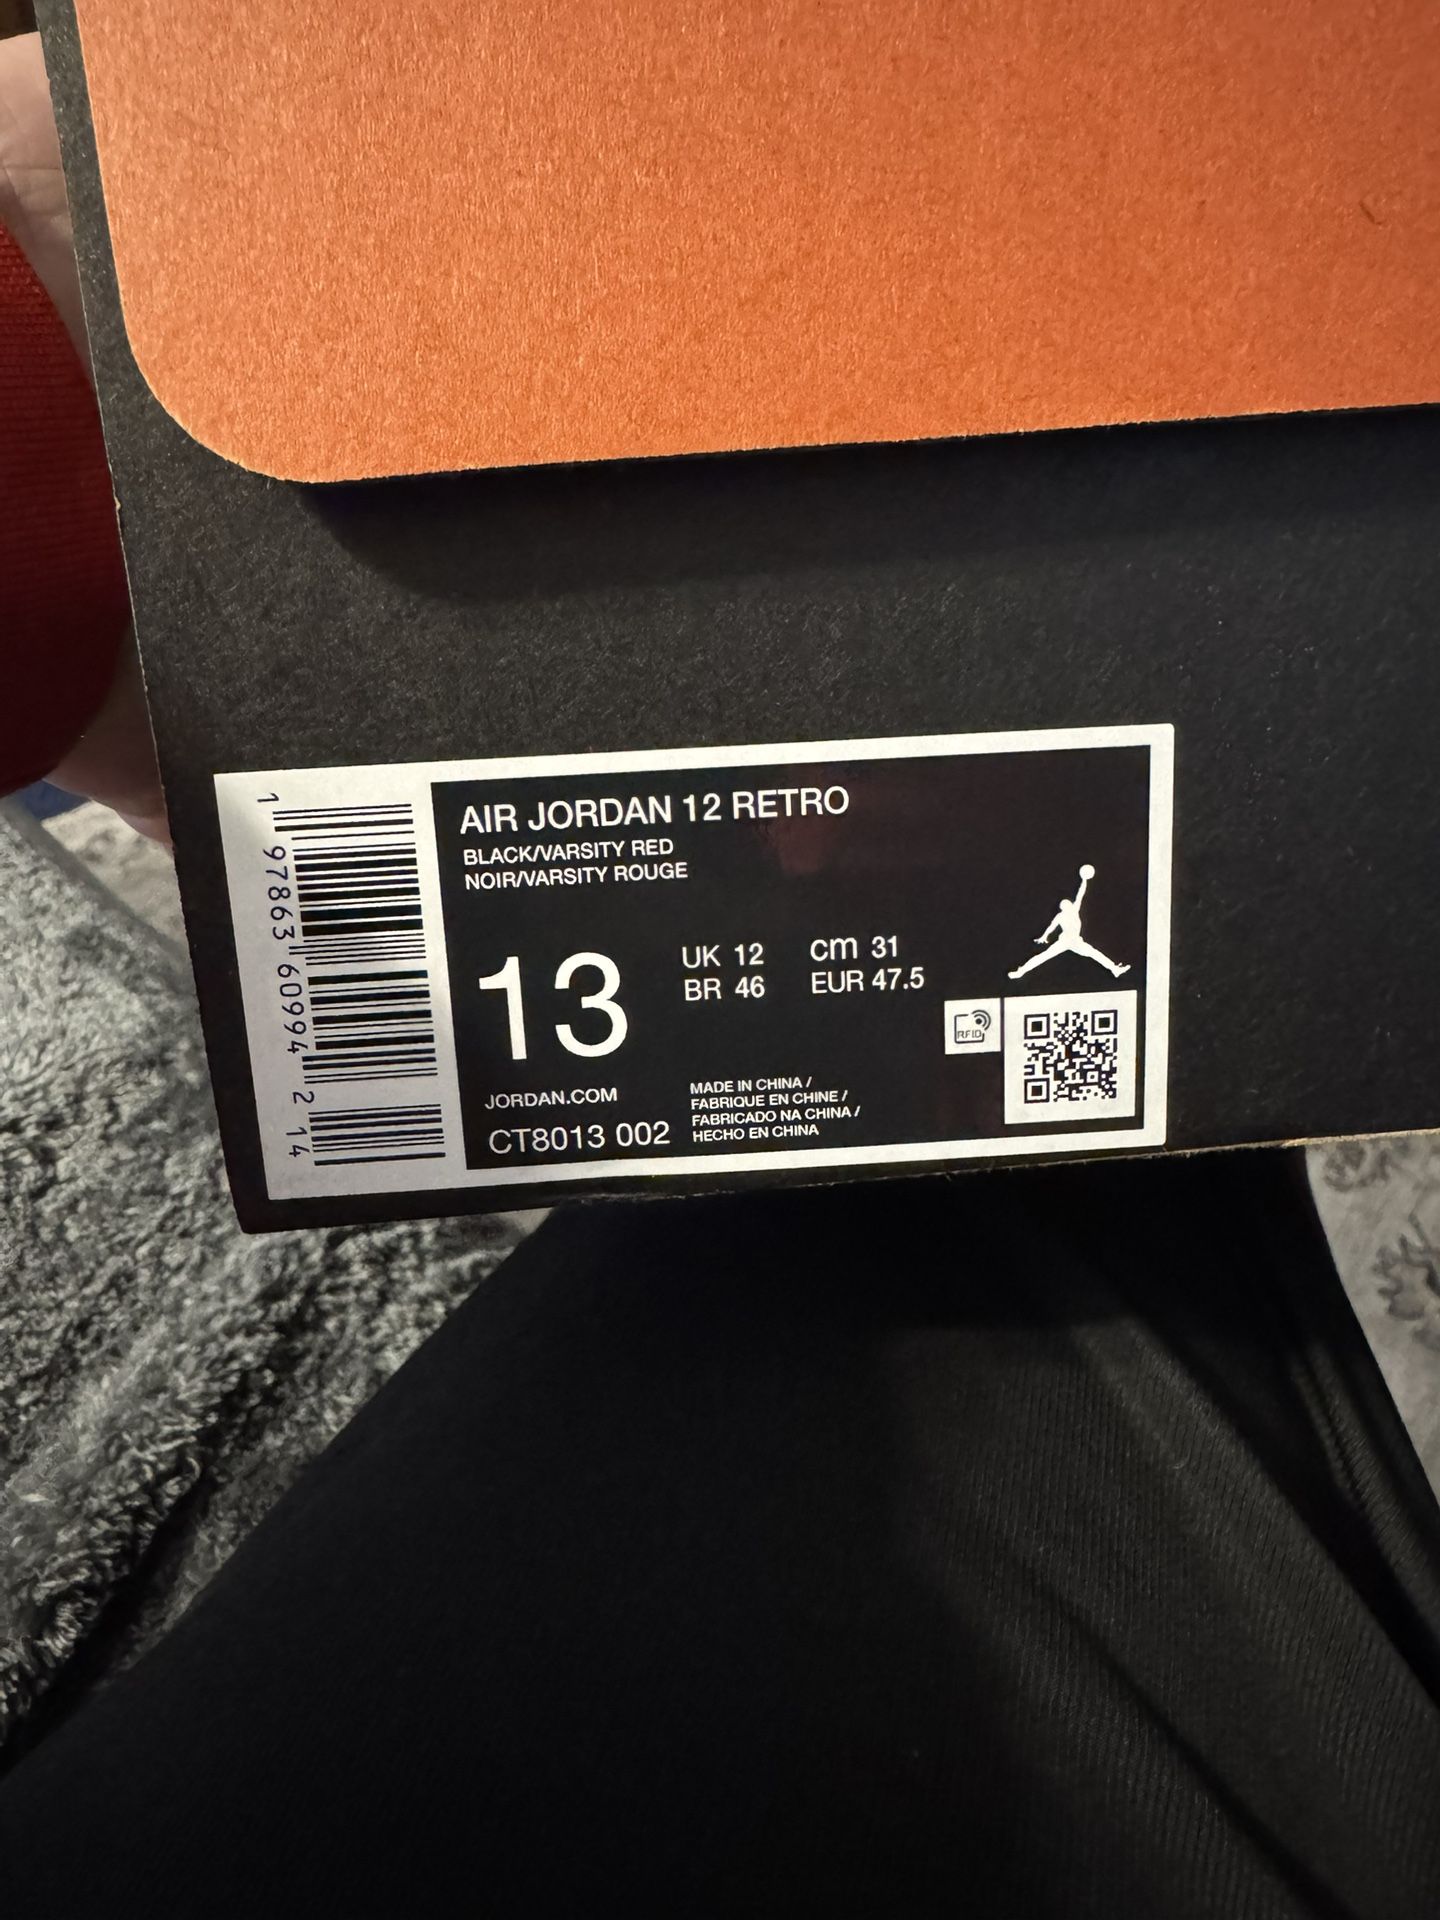 AIR JORDAN 12 RETRO
BLACK/VARSITY RED
NOIR/VARSITY ROUGE
13
UK 12
BR 46
cm 31
EUR 47.5
RFID
JORDAN.COM
CT8013 002
MADE IN CHINA /
FABRIQUE EN CHINE /
FABRICADO NA CHINA /
HECHO EN CHINA
1 97863 60994 2 14